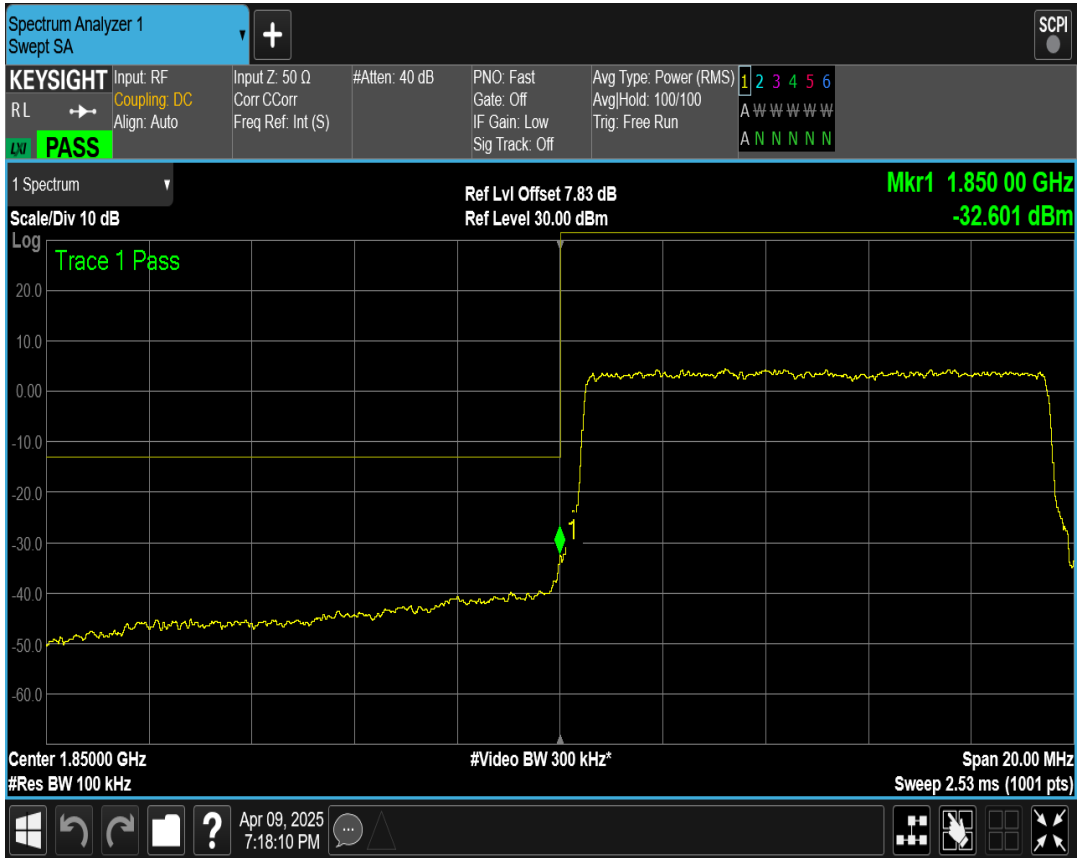 Spectrum Analyzer 1
Swept SA
+
SCPI
KEYSIGHT
RL
LXI PASS
Input: RF
Coupling: DC
Align: Auto
Input Z: 50 Ω
Corr CCorr
Freq Ref: Int (S)
#Atten: 40 dB
PNO: Fast
Gate: Off
IF Gain: Low
Sig Track: Off
Avg Type: Power (RMS)
Avg|Hold: 100/100
Trig: Free Run
1 2 3 4 5 6
A W W W W W
A N N N N N
1 Spectrum
Scale/Div 10 dB
Ref Lvl Offset 7.83 dB
Ref Level 30.00 dBm
Mkr1 1.850 00 GHz
-32.601 dBm
Log
Trace 1 Pass
20.0
10.0
0.00
-10.0
-20.0
-30.0
-40.0
-50.0
-60.0
1
Center 1.85000 GHz
#Res BW 100 kHz
#Video BW 300 kHz*
Span 20.00 MHz
Sweep 2.53 ms (1001 pts)
?
Apr 09, 2025
7:18:10 PM